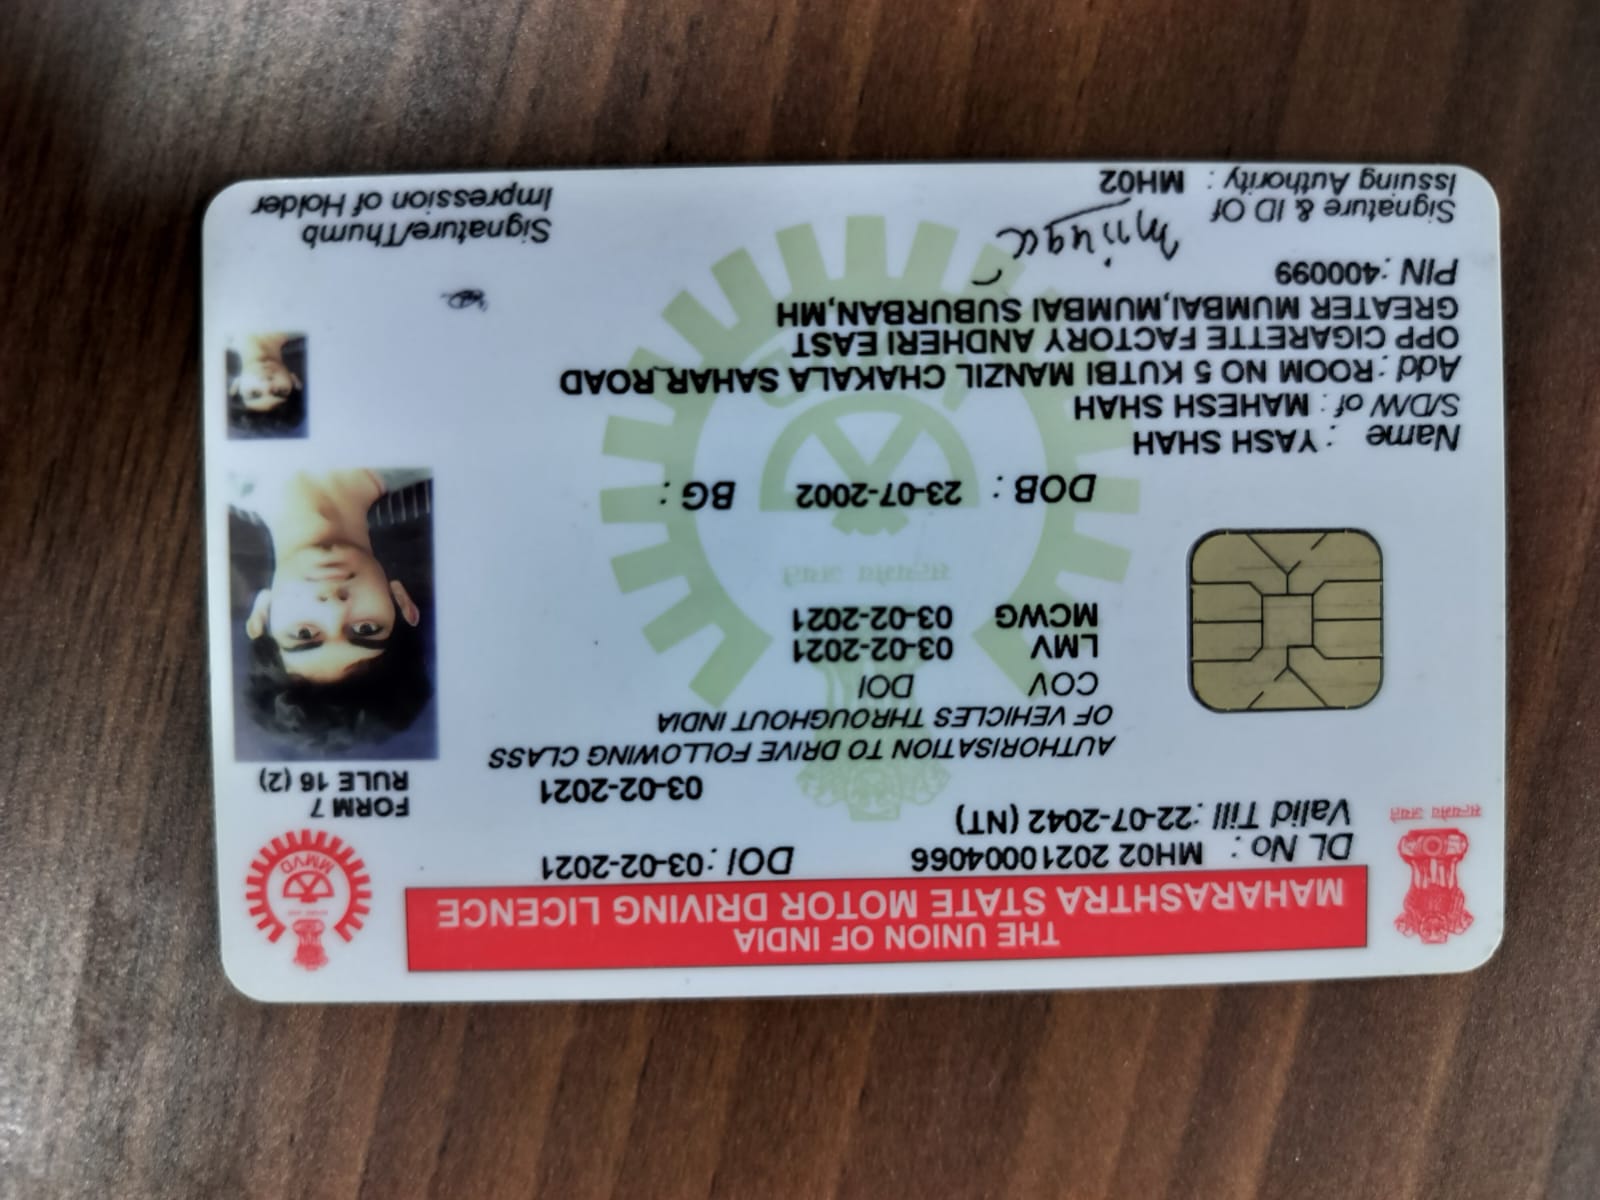 THE UNION OF INDIA
MAHARASHTRA STATE MOTOR DRIVING LICENCE
सत्यमेव जयते
MMVD
DL No : MH02 20210004066 DOI : 03-02-2021
Valid Till : 22-07-2042 (NT) 03-02-2021
FORM 7
RULE 16 (2)
AUTHORISATION TO DRIVE FOLLOWING CLASS
OF VEHICLES THROUGHOUT INDIA
COV DOI
LMV 03-02-2021
MCWG 03-02-2021
DOB : 23-07-2002 BG :
Name : YASH SHAH
S/D/W of : MAHESH SHAH
Add : ROOM NO 5 KUTBI MANZIL CHAKALA SAHAR ROAD
OPP CIGARETTE FACTORY ANDHERI EAST
GREATER MUMBAI,MUMBAI SUBURBAN,MH
PIN :400099
Signature & ID Of
Issuing Authority : MH02
Signature/Thumb
Impression of Holder